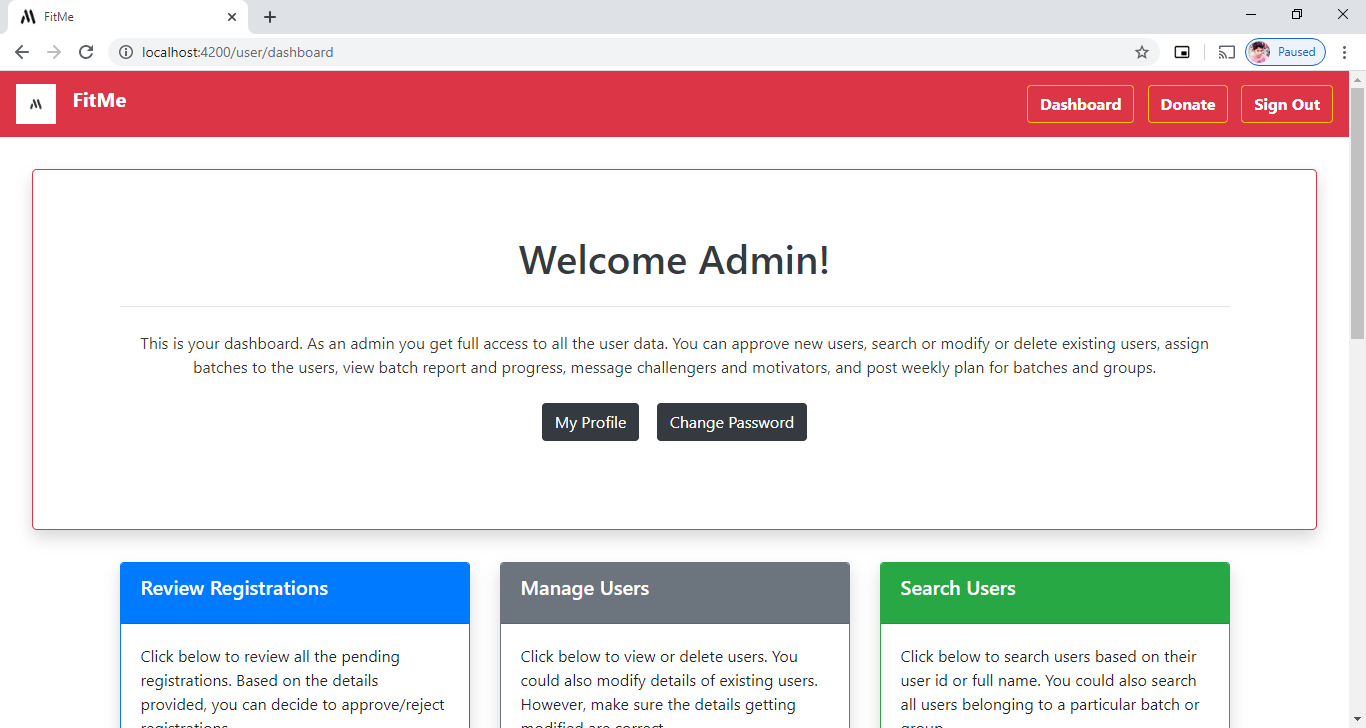 FitMe
localhost:4200/user/dashboard
Paused
FitMe
Dashboard
Donate
Sign Out
Welcome Admin!
This is your dashboard. As an admin you get full access to all the user data. You can approve new users, search or modify or delete existing users, assign
batches to the users, view batch report and progress, message challengers and motivators, and post weekly plan for batches and groups.
My Profile
Change Password
Review Registrations
Click below to review all the pending
registrations. Based on the details
provided, you can decide to approve/reject
registrations.
Manage Users
Click below to view or delete users. You
could also modify details of existing users.
However, make sure the details getting
modified are correct.
Search Users
Click below to search users based on their
user id or full name. You could also search
all users belonging to a particular batch or
group.